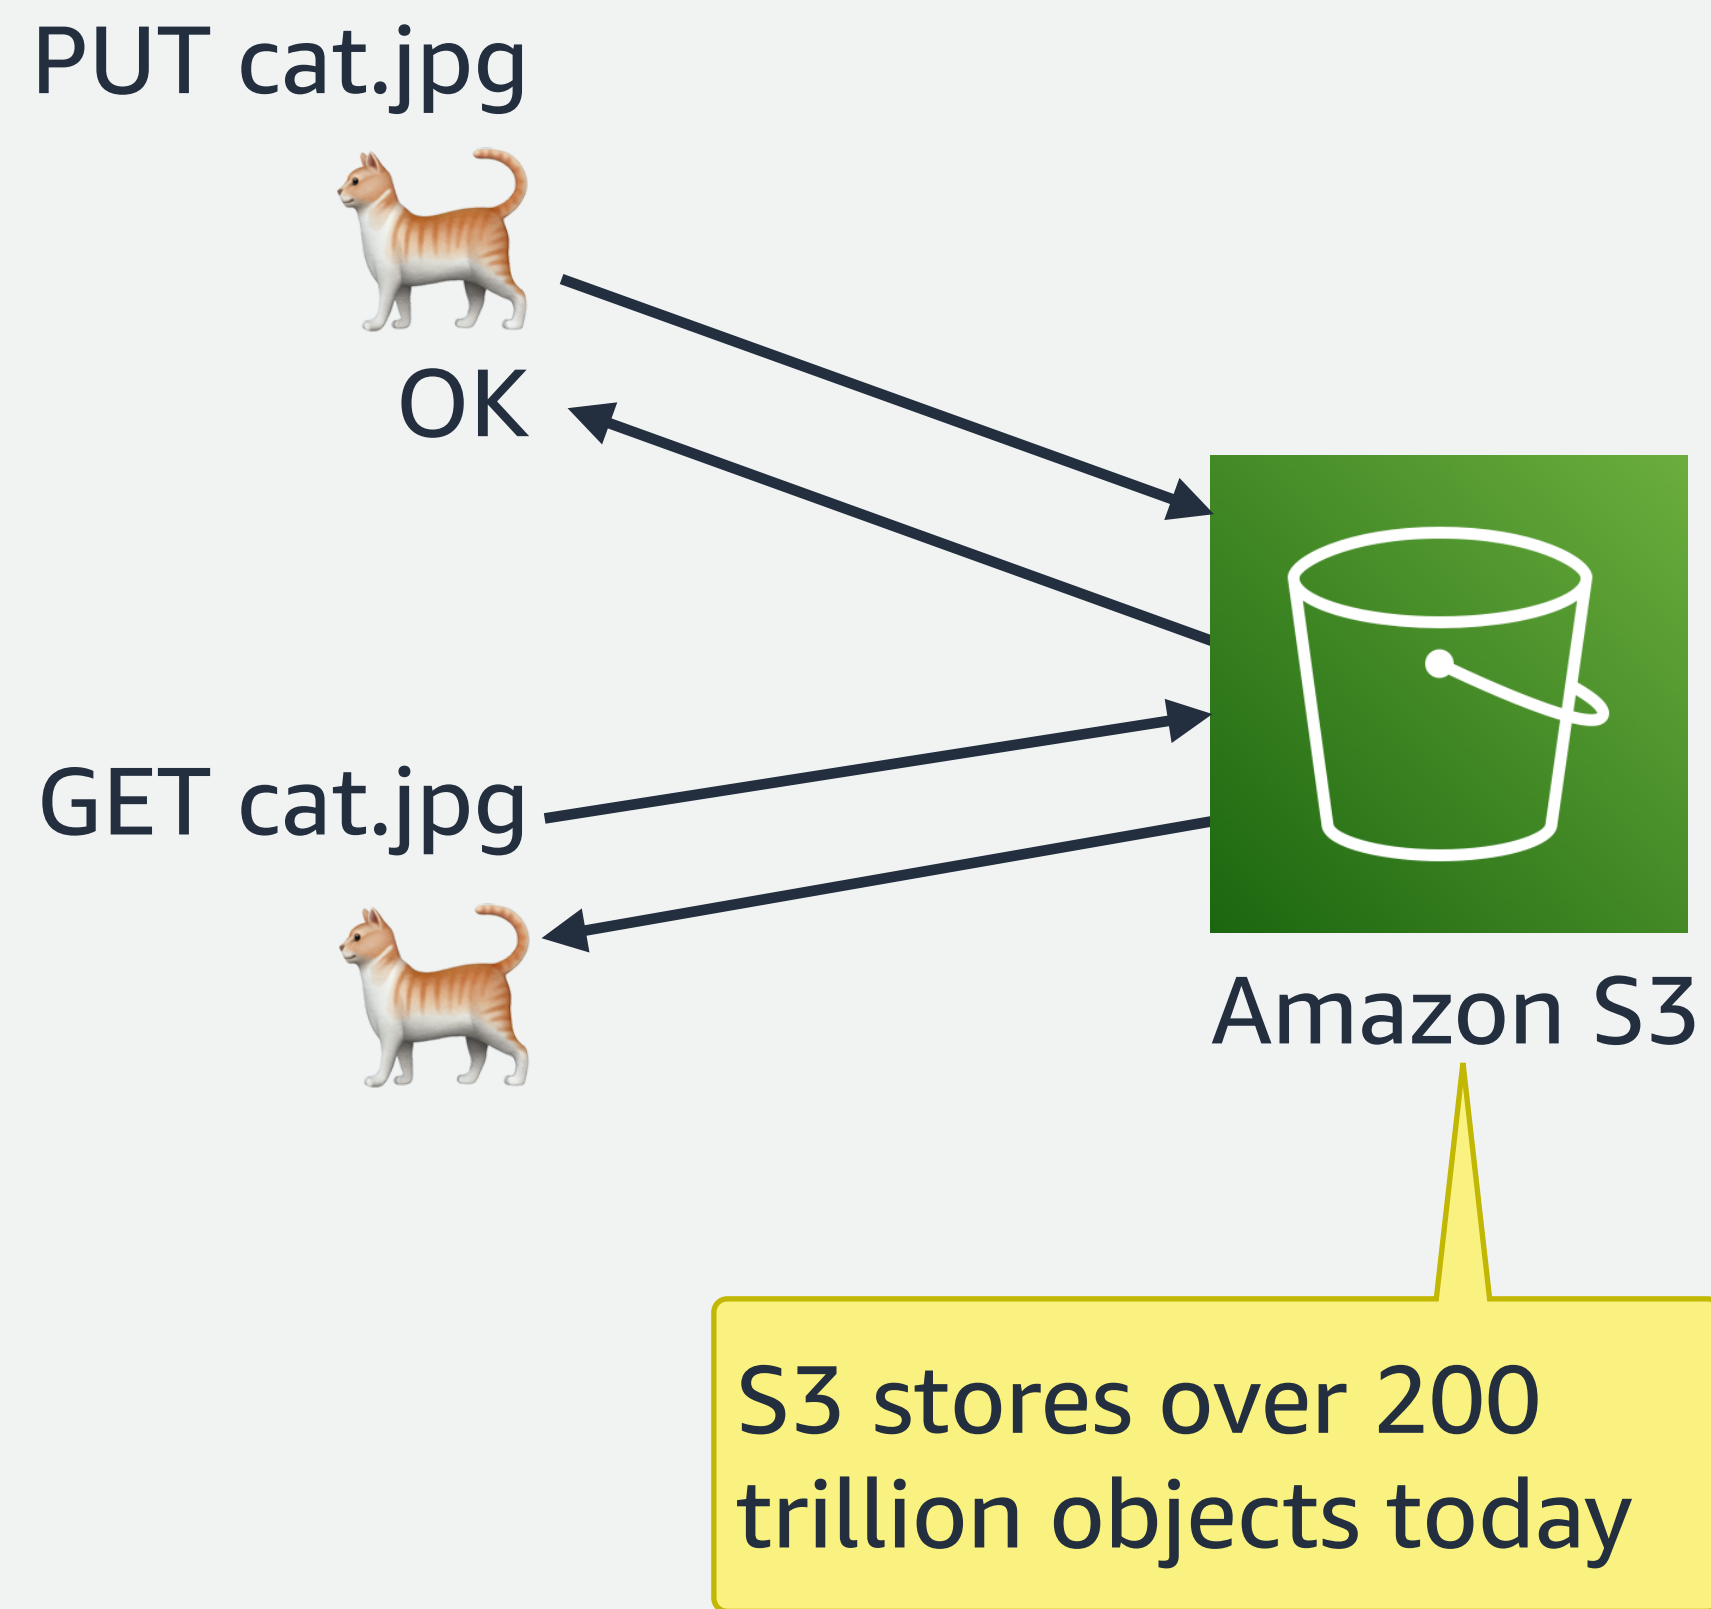 PUT cat.jpg
OK
GET cat.jpg
Amazon S3
S3 stores over 200
trillion objects today